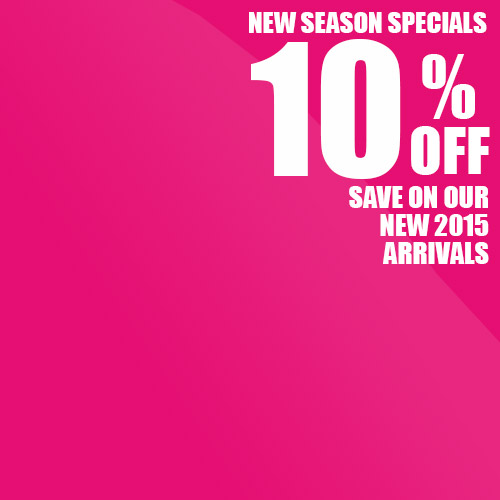 NEW SEASON SPECIALS
10%
OFF
SAVE ON OUR
NEW 2015
ARRIVALS